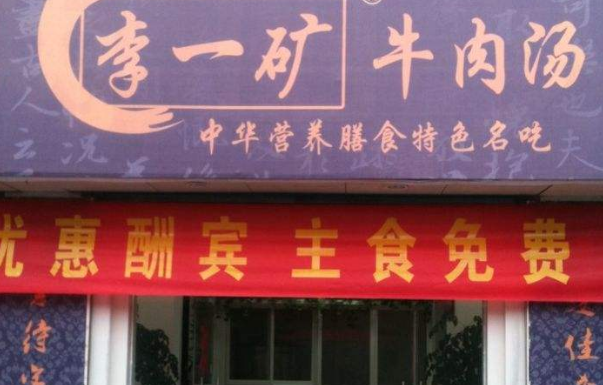 李一矿 牛肉汤
中华营养膳食特色名吃
优惠酬宾 主食免费